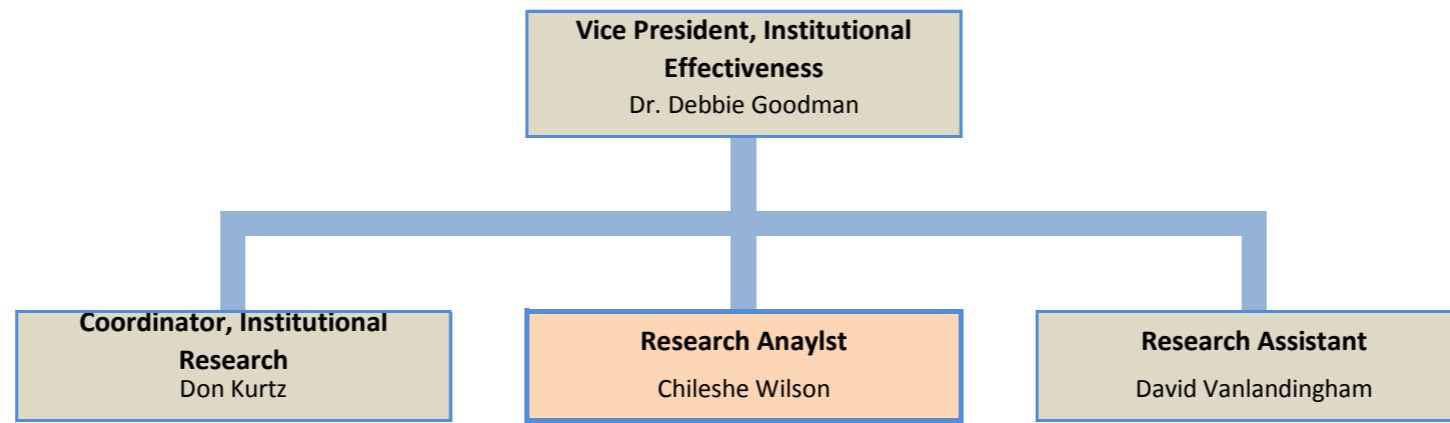 Vice President, Institutional
Effectiveness
Dr. Debbie Goodman
Coordinator, Institutional
Research
Don Kurtz
Research Anaylst
Chileshe Wilson
Research Assistant
David Vanlandingham